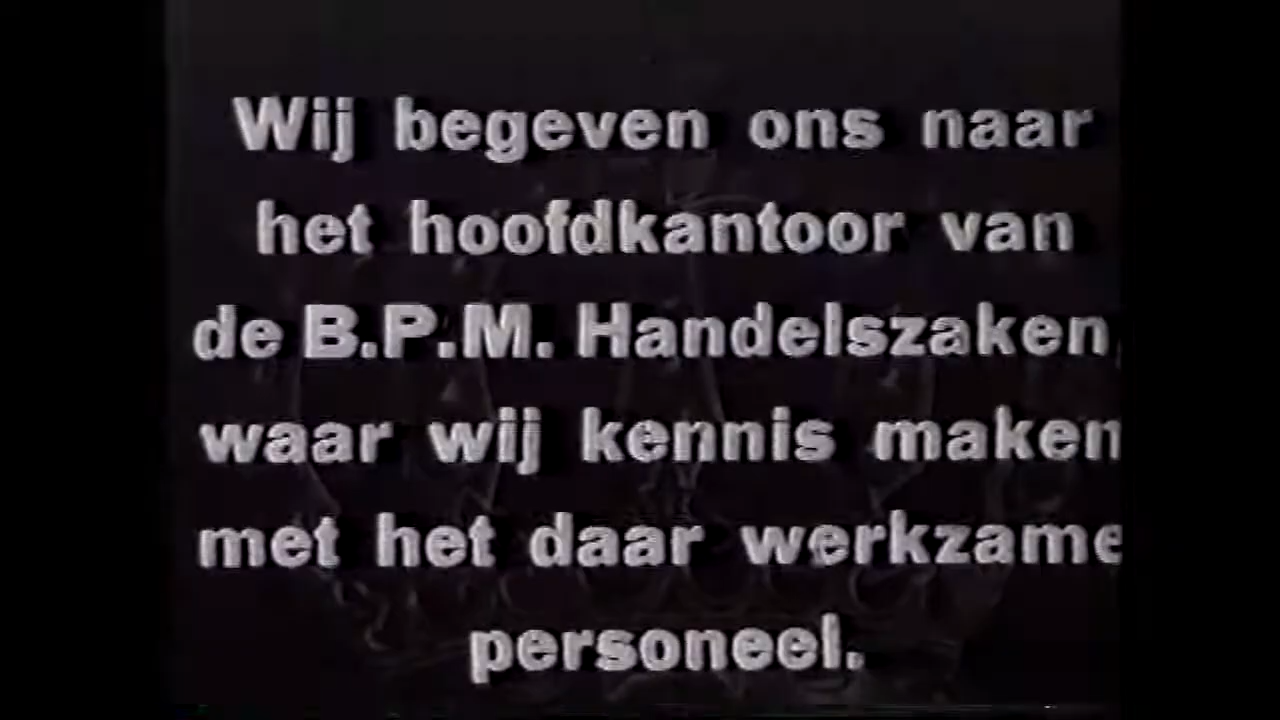 Wij begeven ons naar
het hoofdkantoor van
de B.P.M. Handelszaken,
waar wij kennis maken
met het daar werkzame
personeel.